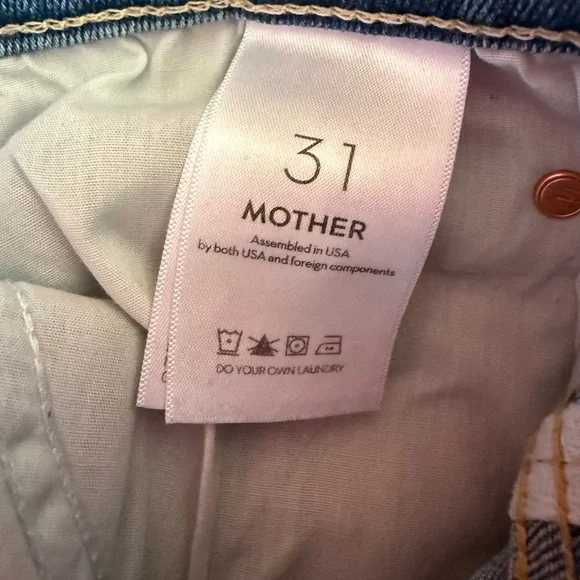 31
MOTHER
Assembled in USA
by both USA and foreign components
DO YOUR OWN LAUNDRY